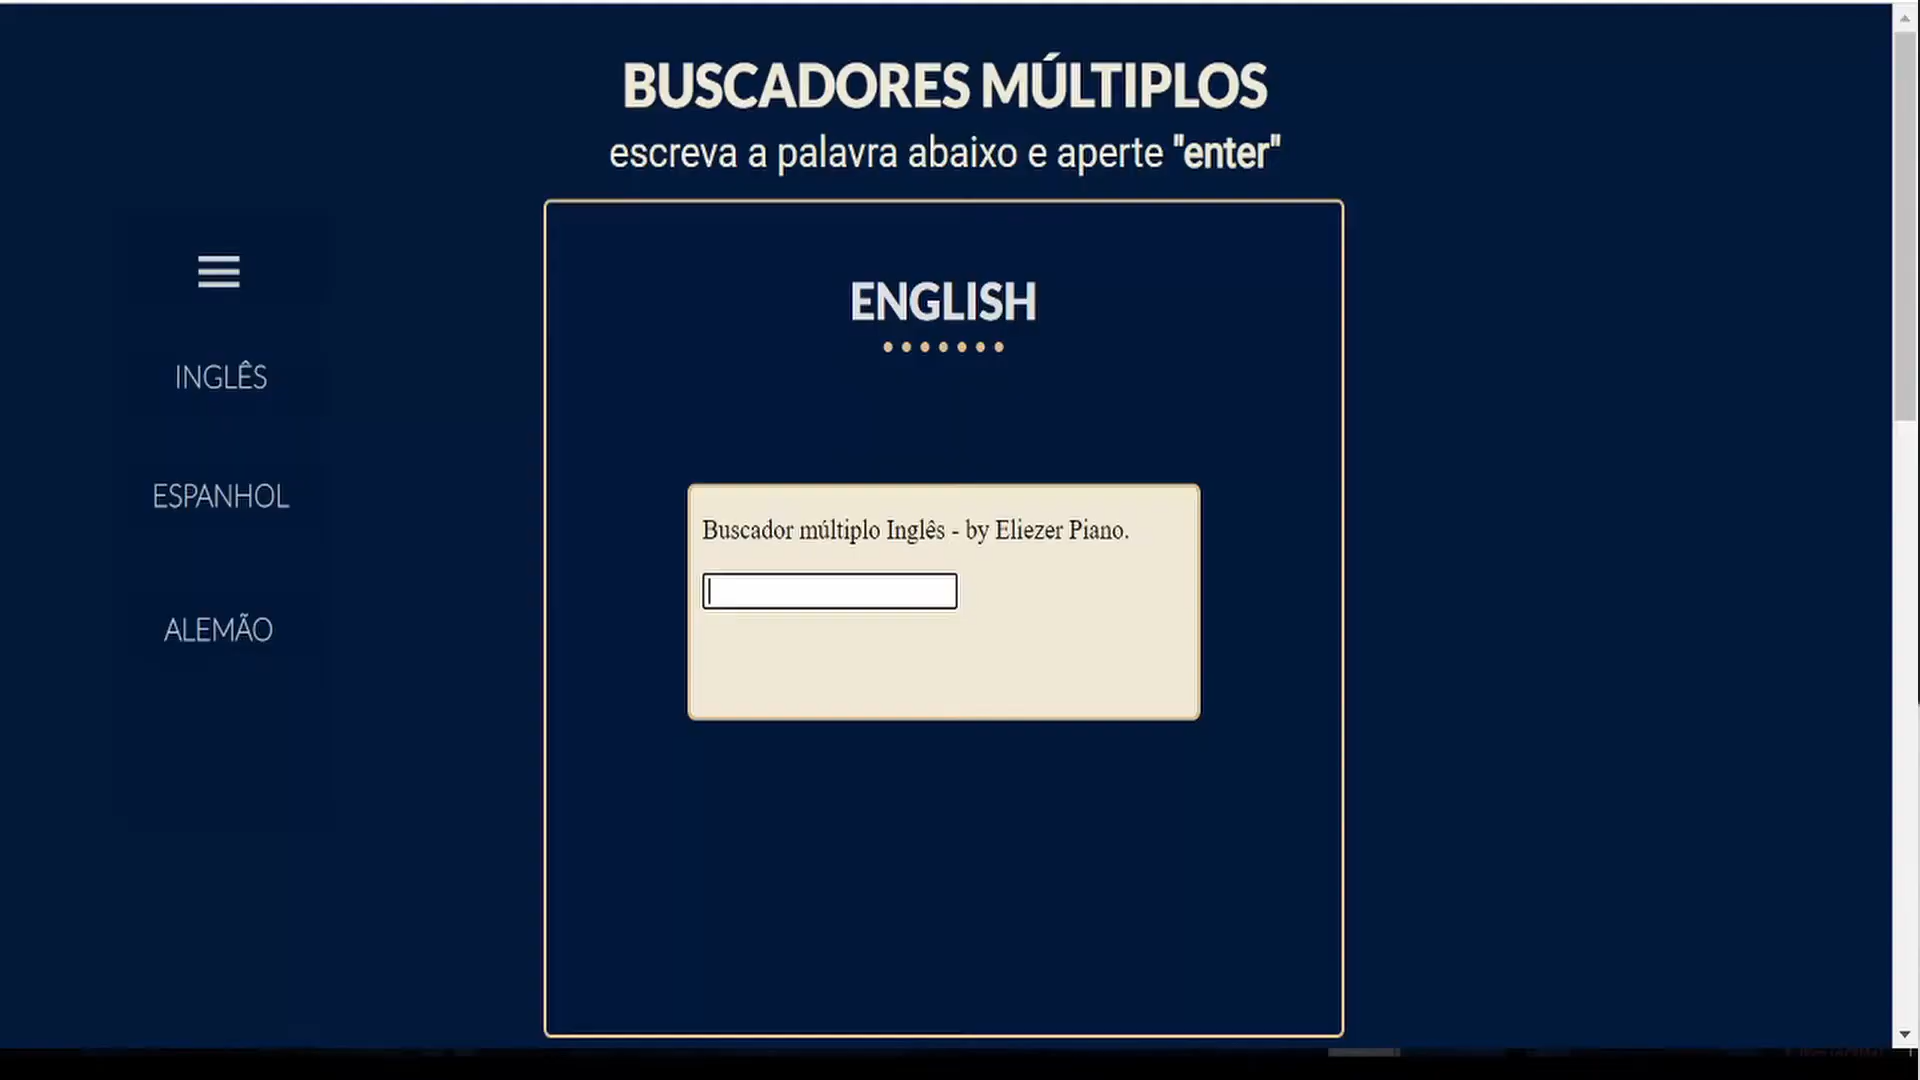 BUSCADORES MÚLTIPLOS
escreva a palavra abaixo e aperte "enter"
ENGLISH
INGLÊS
ESPANHOL
ALEMÃO
Buscador múltiplo Inglês - by Eliezer Piano.